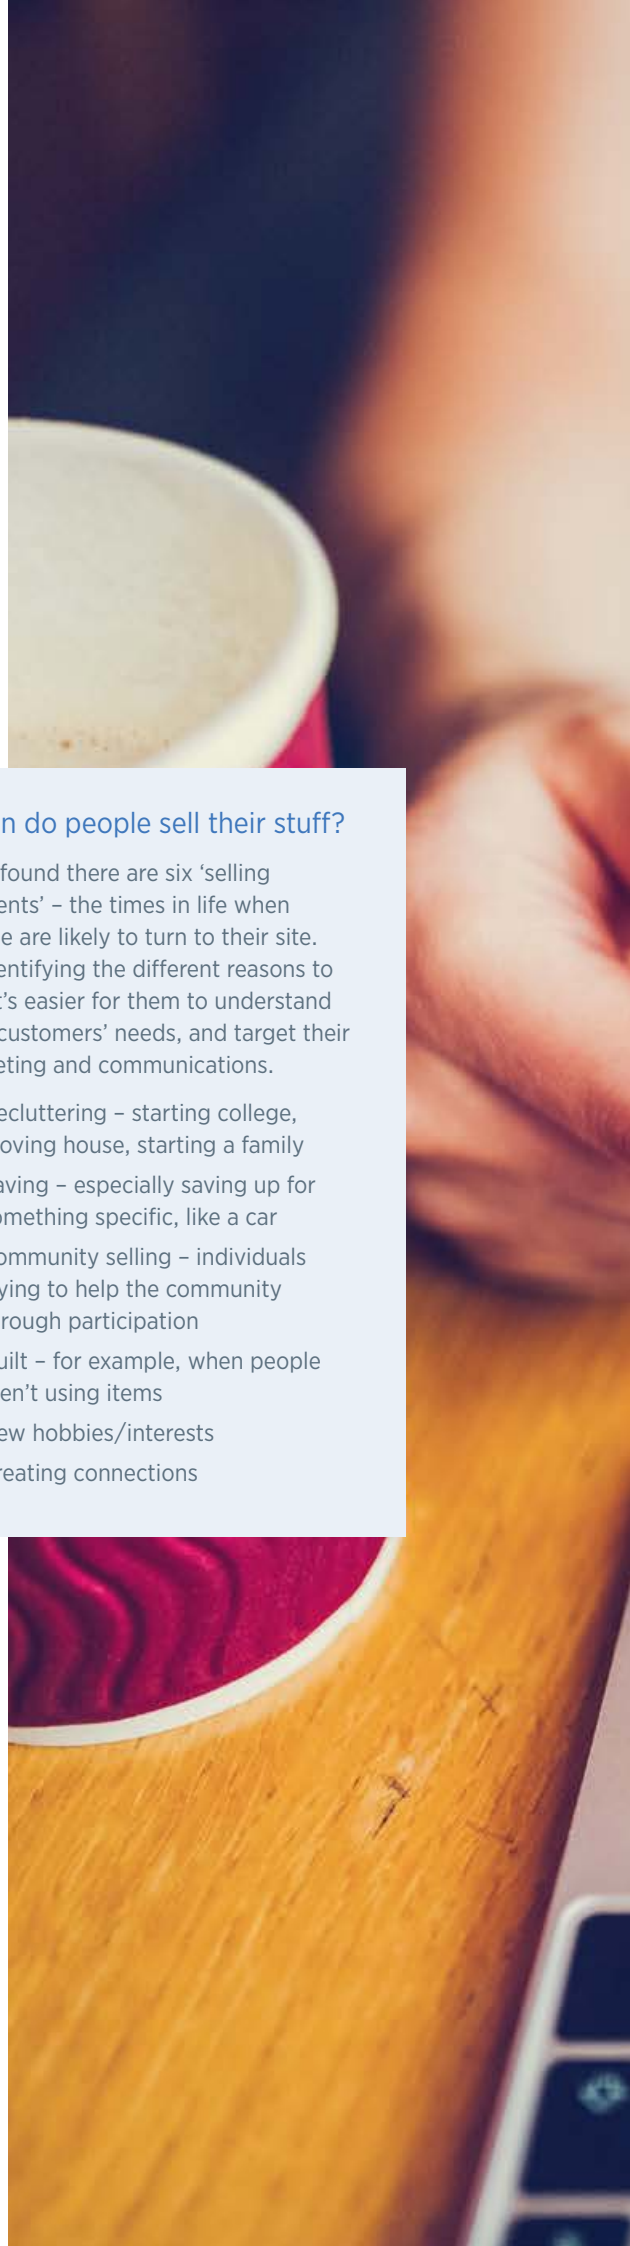 n do people sell their stuff?
found there are six ‘selling
ents’ – the times in life when
e are likely to turn to their site.
entifying the different reasons to
t’s easier for them to understand
customers’ needs, and target their
eting and communications.
ecluttering – starting college,
oving house, starting a family
aving – especially saving up for
omething specific, like a car
ommunity selling – individuals
ying to help the community
rough participation
uilt – for example, when people
en’t using items
ew hobbies/interests
reating connections